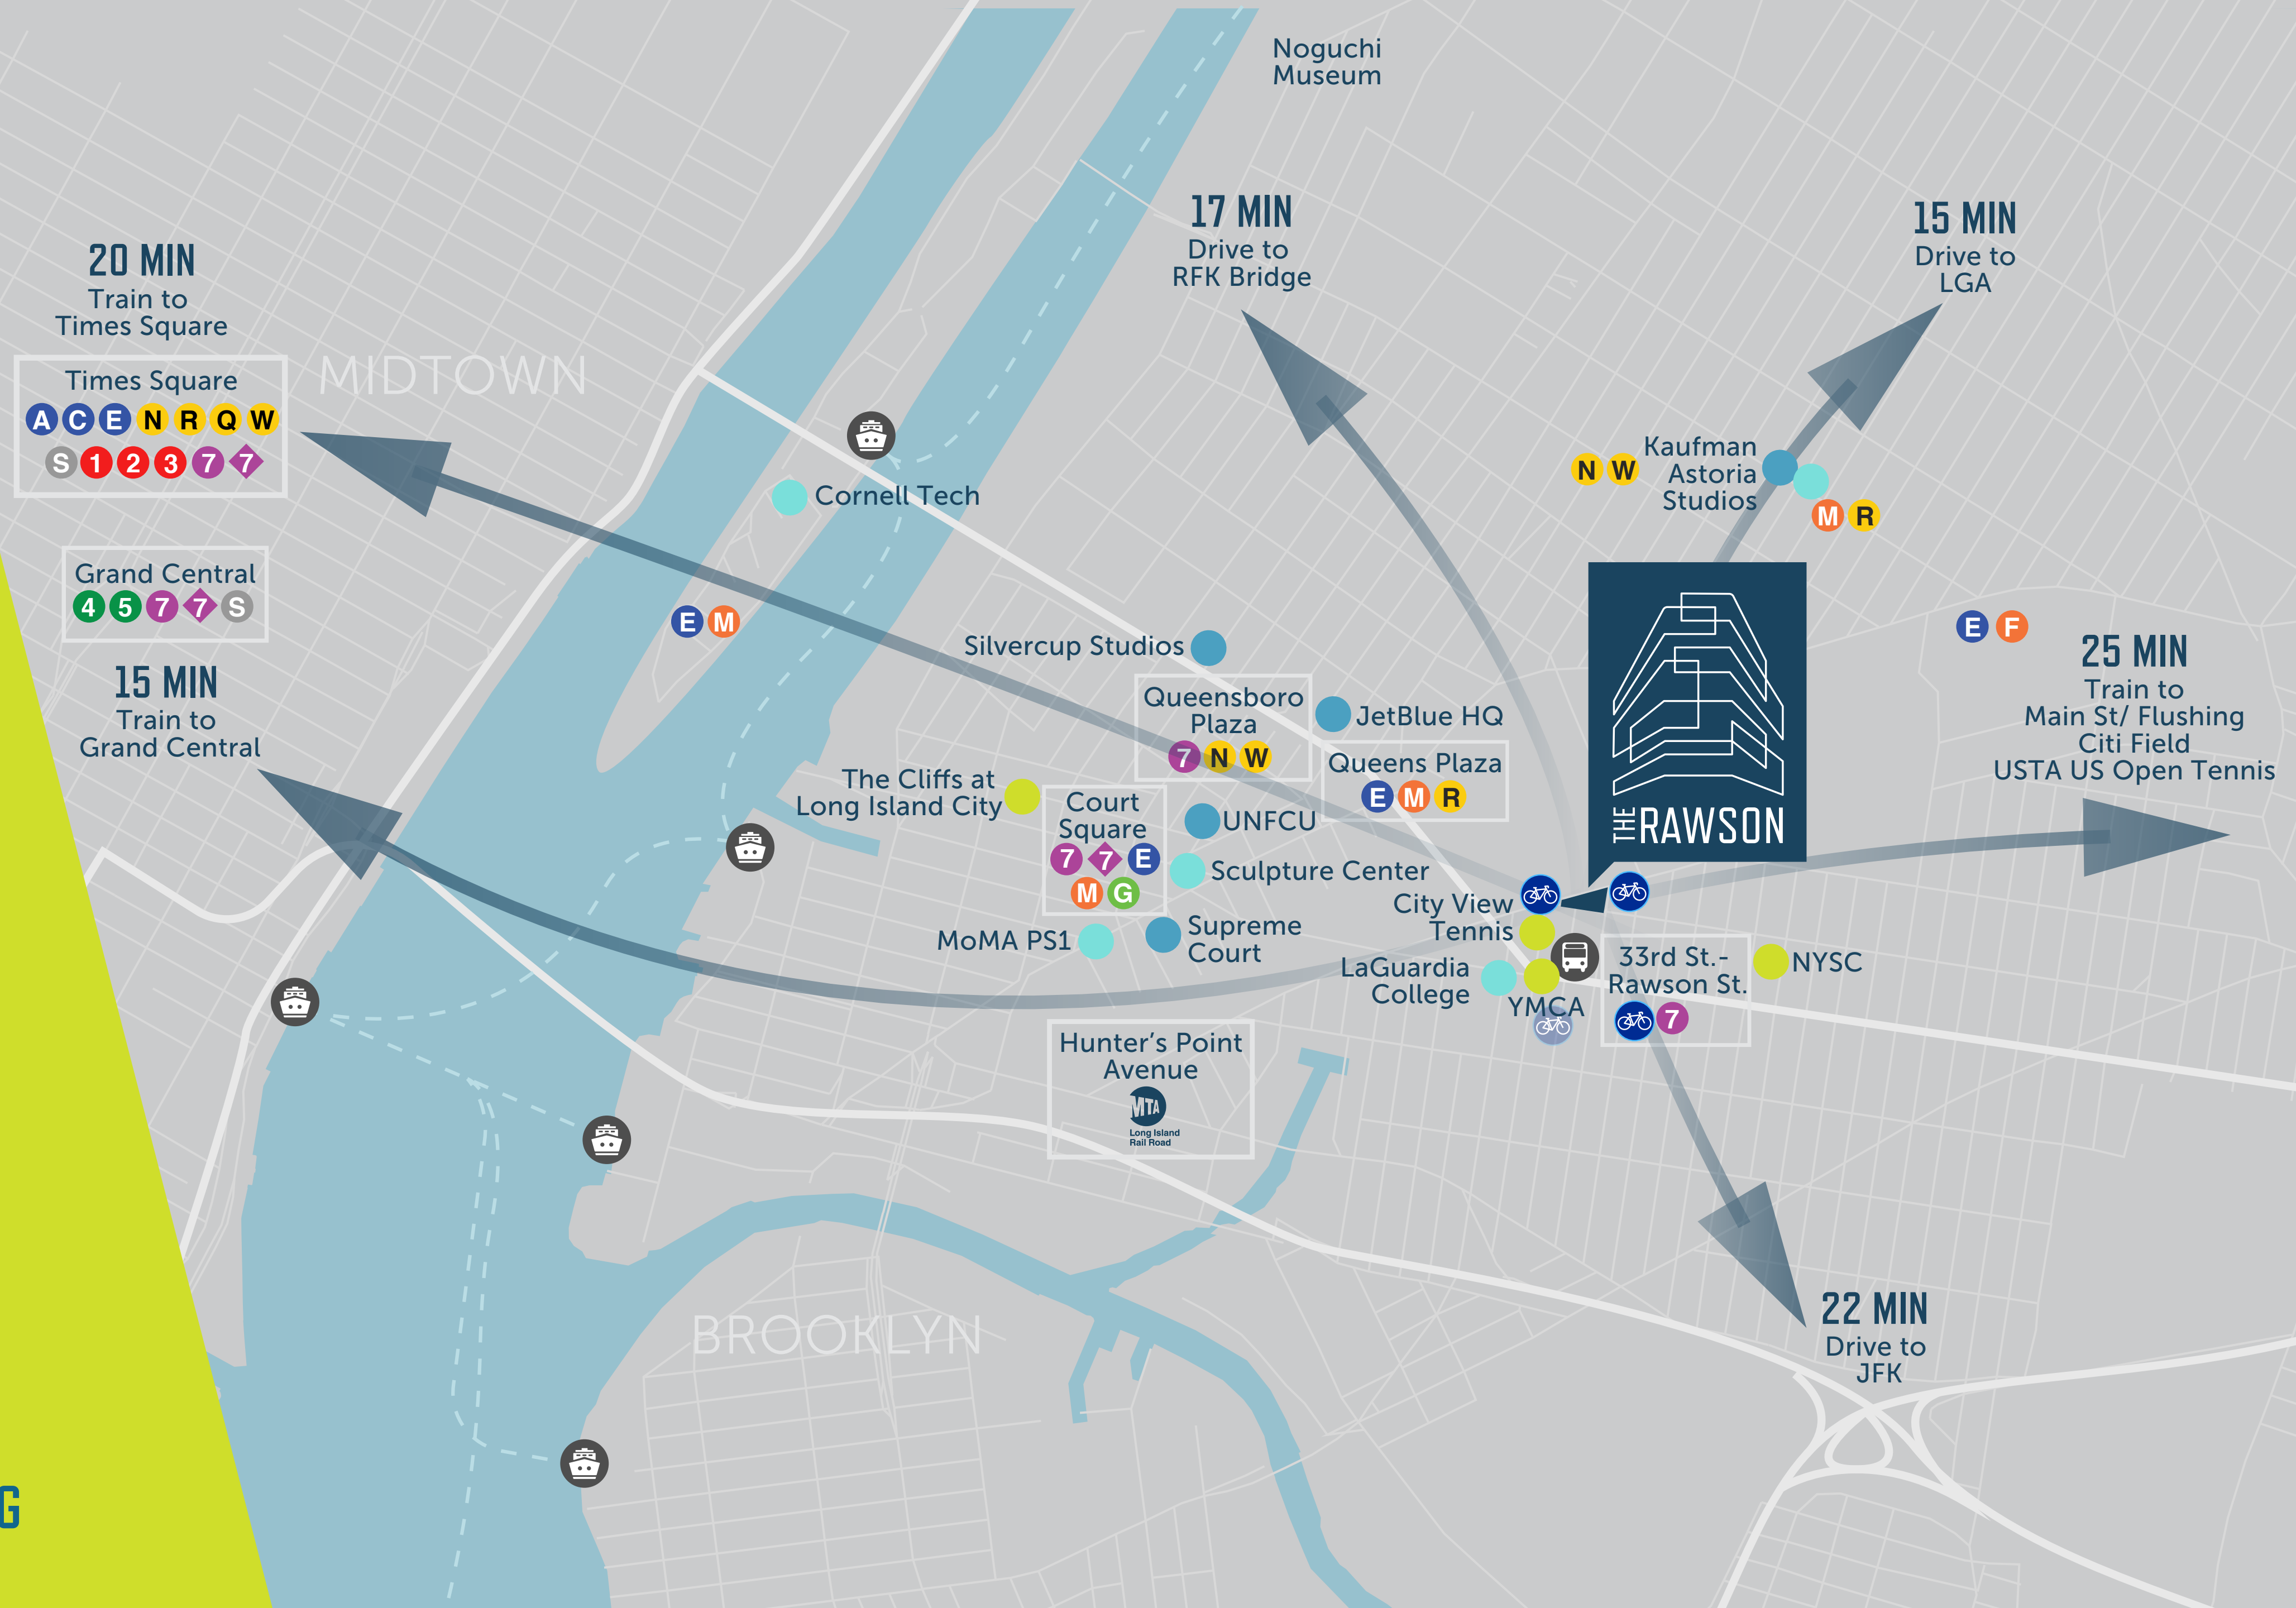 Noguchi
Museum
17 MIN
Drive to
RFK Bridge
15 MIN
Drive to
LGA
20 MIN
Train to
Times Square
MIDTOWN
Times Square
A C E N R Q W
S 1 2 3 7 7
Kaufman
Astoria
Studios
N W
M R
Cornell Tech
Grand Central
4 5 7 7 S
15 MIN
Train to
Grand Central
E M
Silvercup Studios
Queensboro
Plaza
7 N W
JetBlue HQ
Queens Plaza
E M R
THE RAWSON
E F
25 MIN
Train to
Main St/ Flushing
Citi Field
USTA US Open Tennis
The Cliffs at
Long Island City
Court
Square
7 7 E
M G
UNFCU
Sculpture Center
MoMA PS1
Supreme
Court
City View
Tennis
LaGuardia
College
YMCA
33rd St.-
Rawson St.
7
NYSC
Hunter's Point
Avenue
MTA
Long Island
Rail Road
BROOKLYN
22 MIN
Drive to
JFK
G